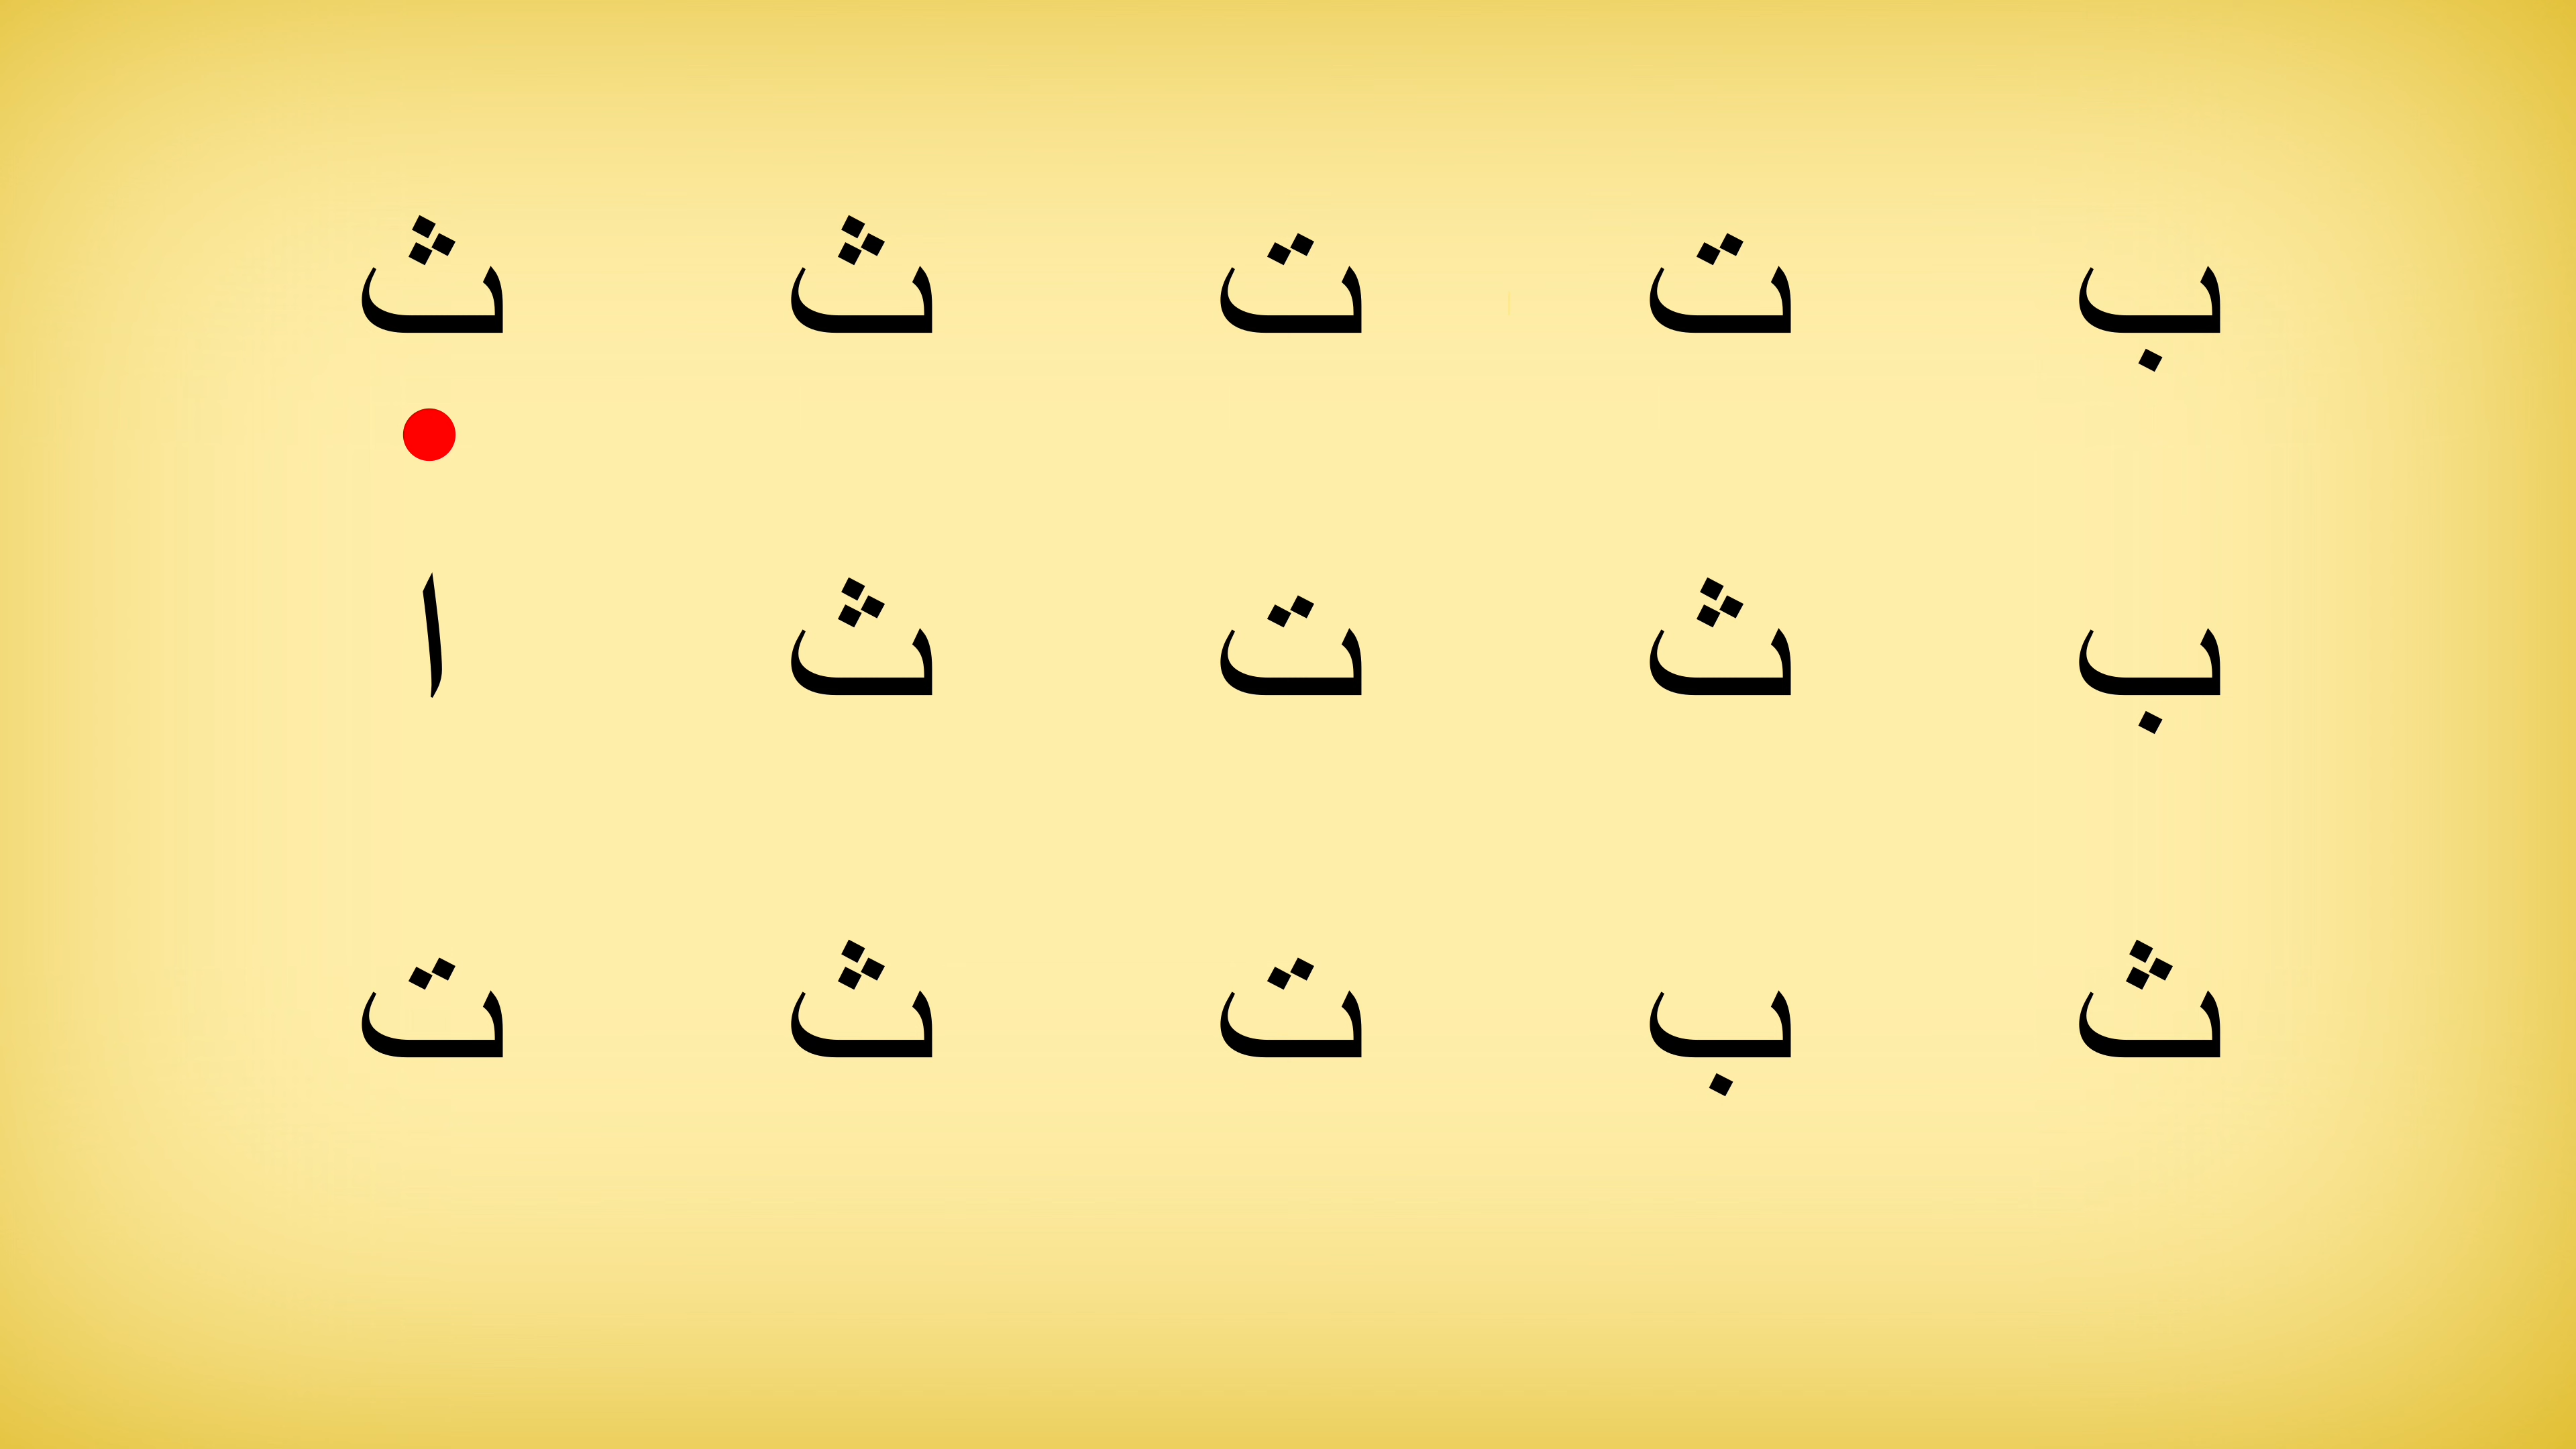 ب ت ت ث ث
ب ث ت ث ا
ث ب ت ث ت